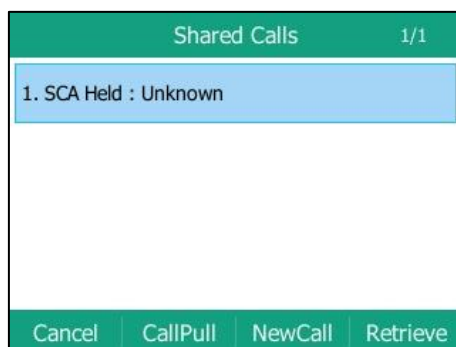 Shared Calls 1/1
1. SCA Held : Unknown
Cancel CallPull NewCall Retrieve